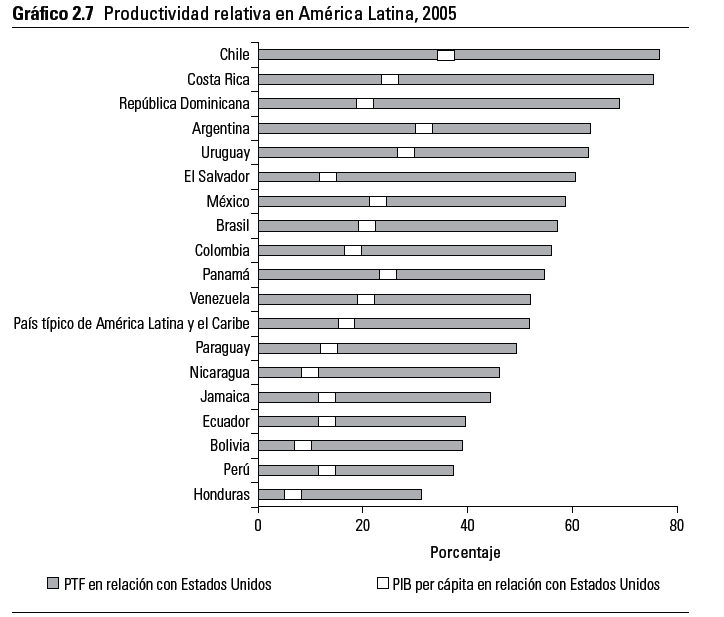 Gráfico 2.7 Productividad relativa en América Latina, 2005
Chile
Costa Rica
República Dominicana
Argentina
Uruguay
El Salvador
México
Brasil
Colombia
Panamá
Venezuela
País típico de América Latina y el Caribe
Paraguay
Nicaragua
Jamaica
Ecuador
Bolivia
Perú
Honduras
0 20 40 60 80
Porcentaje
PTF en relación con Estados Unidos PIB per cápita en relación con Estados Unidos